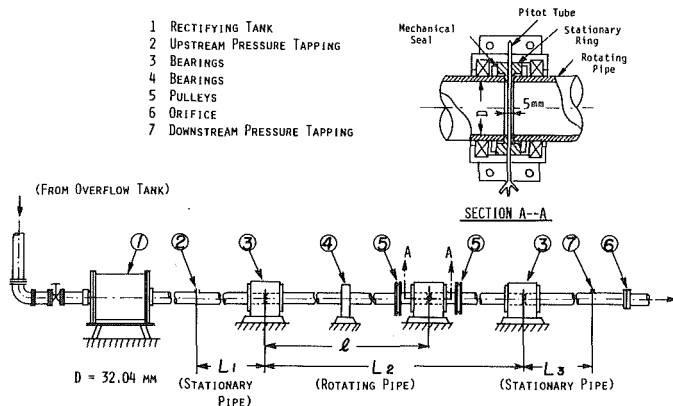 1 RECTIFYING TANK
2 UPSTREAM PRESSURE TAPPING
3 BEARINGS
4 BEARINGS
5 PULLEYS
6 ORIFICE
7 DOWNSTREAM PRESSURE TAPPING
Pitot Tube
Mechanical
Seal
Stationary
Ring
Rotating
Pipe
D
5mm
SECTION A--A
(FROM OVERFLOW TANK)
1
2
3
4
5
A
A
5
3
7
6
ℓ
L1
L2
L3
D = 32.04 MM
(STATIONARY
PIPE)
(ROTATING PIPE)
(STATIONARY PIPE)